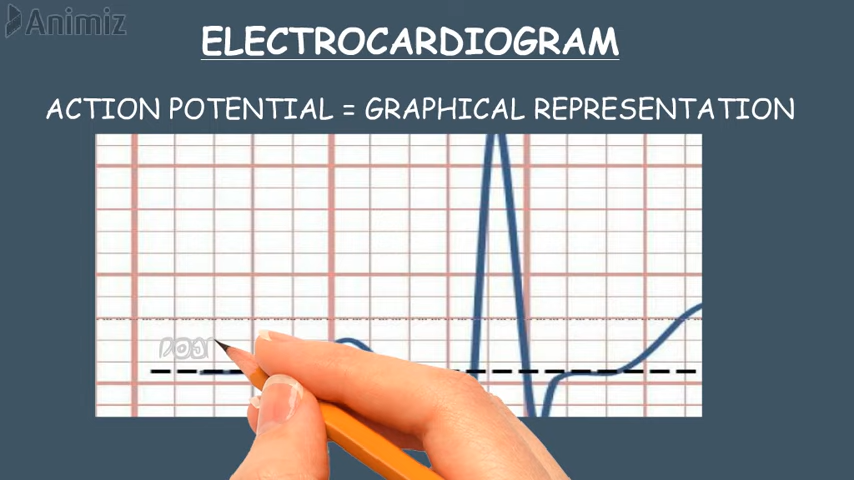 Animiz
ELECTROCARDIOGRAM
ACTION POTENTIAL = GRAPHICAL REPRESENTATION